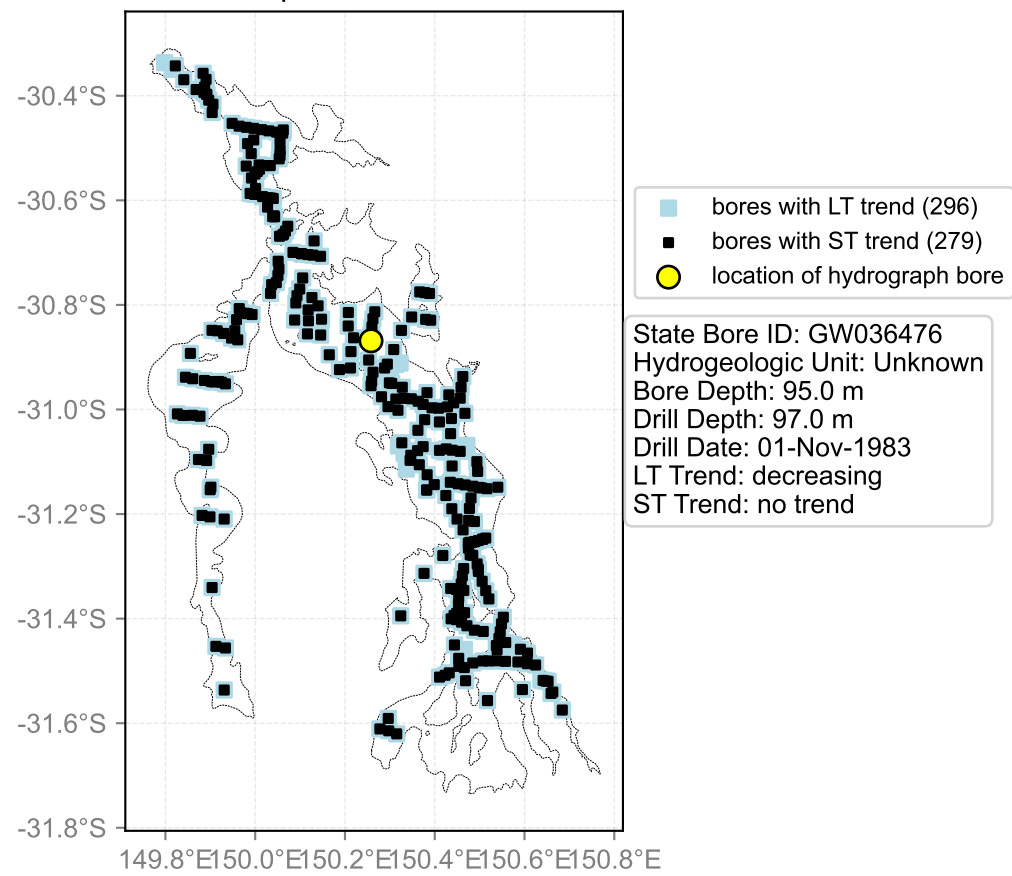 -30.4°S
-30.6°S
-30.8°S
-31.0°S
-31.2°S
-31.4°S
-31.6°S
-31.8°S
149.8°E150.0°E150.2°E150.4°E150.6°E150.8°E
bores with LT trend (296)
bores with ST trend (279)
location of hydrograph bore
State Bore ID: GW036476
Hydrogeologic Unit: Unknown
Bore Depth: 95.0 m
Drill Depth: 97.0 m
Drill Date: 01-Nov-1983
LT Trend: decreasing
ST Trend: no trend